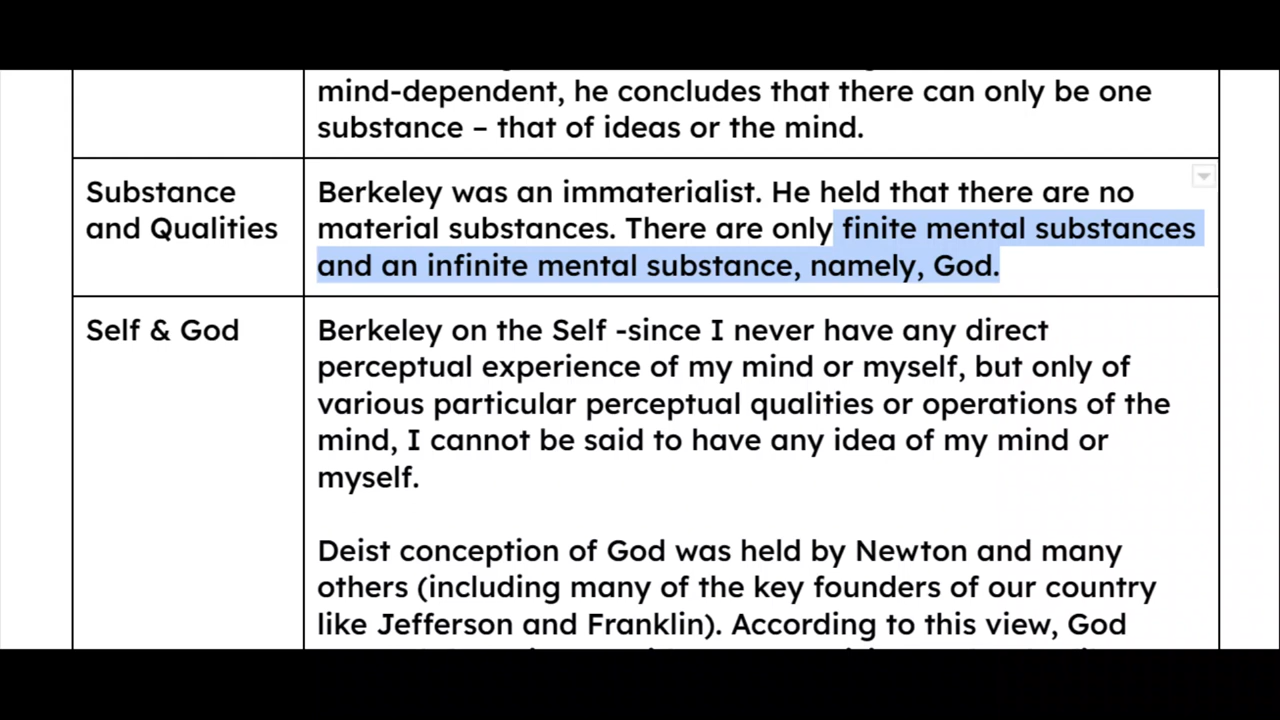 mind-dependent, he concludes that there can only be one
substance – that of ideas or the mind.
Substance
and Qualities
Berkeley was an immaterialist. He held that there are no
material substances. There are only finite mental substances
and an infinite mental substance, namely, God.
Self & God
Berkeley on the Self -since I never have any direct
perceptual experience of my mind or myself, but only of
various particular perceptual qualities or operations of the
mind, I cannot be said to have any idea of my mind or
myself.
Deist conception of God was held by Newton and many
others (including many of the key founders of our country
like Jefferson and Franklin). According to this view, God